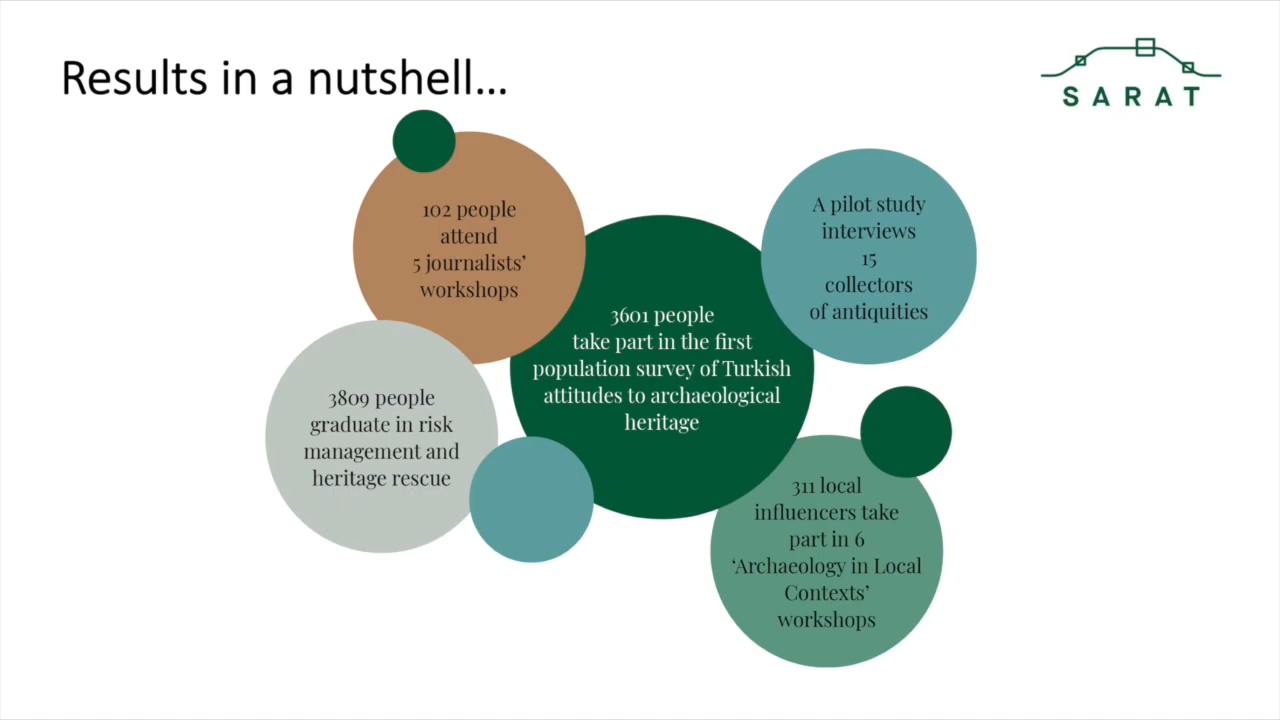 Results in a nutshell...
SARAT
102 people
attend
5 journalists’
workshops
A pilot study
interviews
15
collectors
of antiquities
3601 people
take part in the first
population survey of Turkish
attitudes to archaeological
heritage
3809 people
graduate in risk
management and
heritage rescue
311 local
influencers take
part in 6
‘Archaeology in Local
Contexts’
workshops